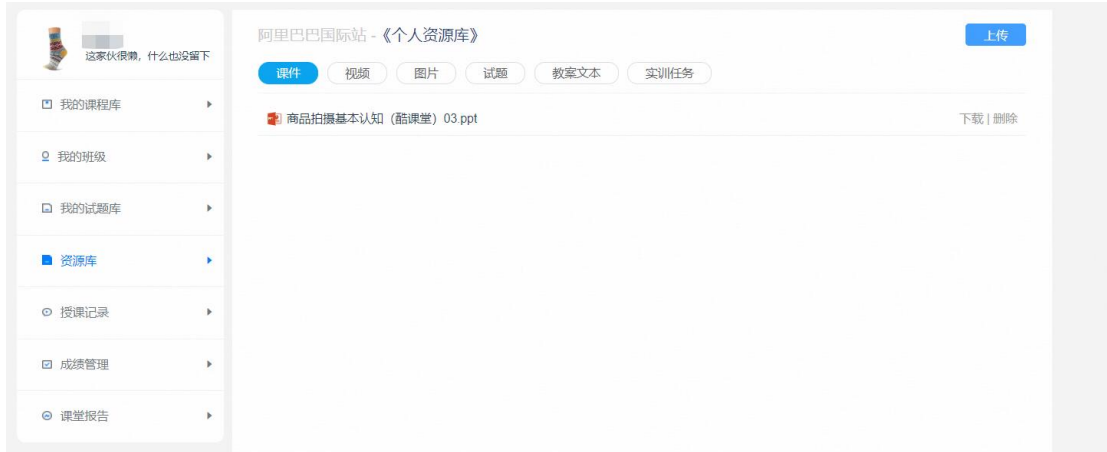 这家伙很懒，什么也没留下
我的课程库
我的班级
我的试题库
资源库
授课记录
成绩管理
课堂报告
阿里巴巴国际站 -《个人资源库》
上传
课件 视频 图片 试题 教案文本 实训任务
商品拍摄基本认知（酷课堂）03.ppt 下载 | 删除